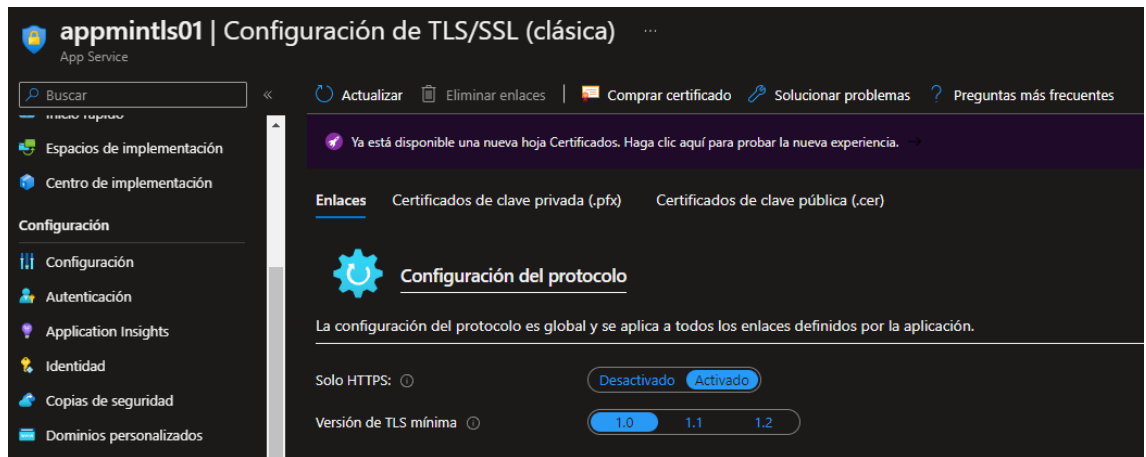 appmintls01 | Configuración de TLS/SSL (clásica) ...
App Service
Buscar
«
Actualizar Eliminar enlaces Comprar certificado Solucionar problemas Preguntas más frecuentes
Inicio rápido
Espacios de implementación
Centro de implementación
Configuración
Configuración
Autenticación
Application Insights
Identidad
Copias de seguridad
Dominios personalizados
Ya está disponible una nueva hoja Certificados. Haga clic aquí para probar la nueva experiencia. →
Enlaces Certificados de clave privada (.pfx) Certificados de clave pública (.cer)
Configuración del protocolo
La configuración del protocolo es global y se aplica a todos los enlaces definidos por la aplicación.
Solo HTTPS: Desactivado Activado
Versión de TLS mínima 1.0 1.1 1.2